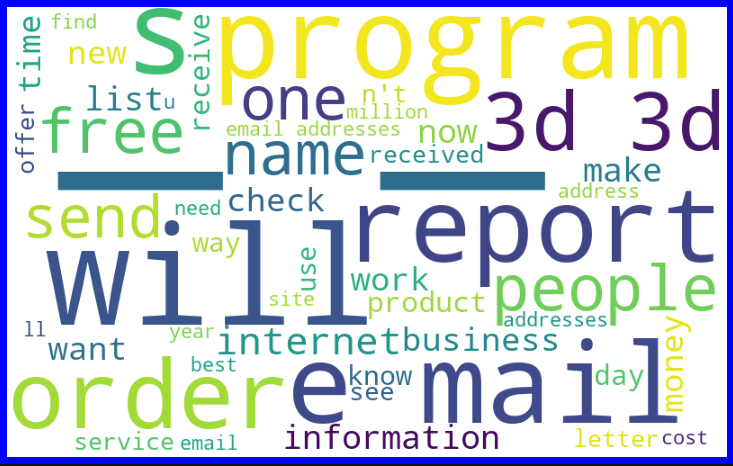 find
new
time
s
receive
program
list u
one
n't
million
3d 3d
offer
free
email addresses
now
name
received
make
__ __
address
send
need
check
report
will
way
use
work
people
site
product
addresses
ll
want
year
internet
business
best
order
e mail
know
see
day
money
service
email
information
letter
cost